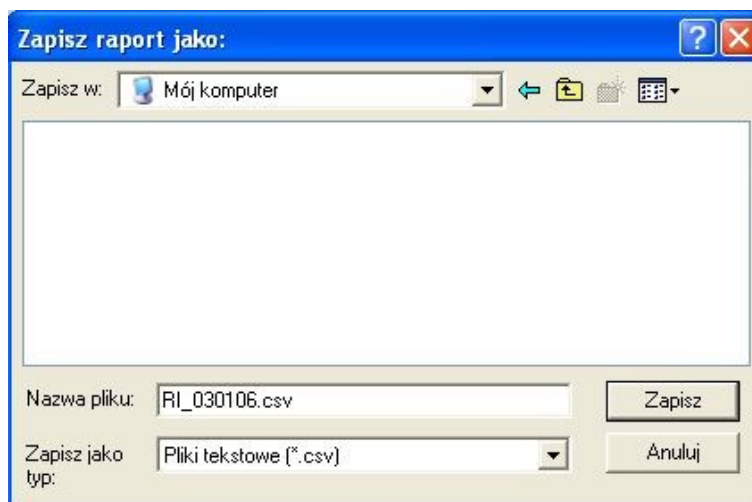 Zapisz raport jako:
Zapisz w: Mój komputer
Nazwa pliku: RI_030106.csv Zapisz
Zapisz jako typ: Pliki tekstowe (*.csv) Anuluj